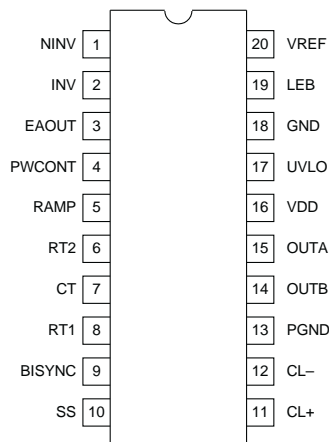 NINV 1 20 VREF
INV 2 19 LEB
EAOUT 3 18 GND
PWCONT 4 17 UVLO
RAMP 5 16 VDD
RT2 6 15 OUTA
CT 7 14 OUTB
RT1 8 13 PGND
BISYNC 9 12 CL–
SS 10 11 CL+